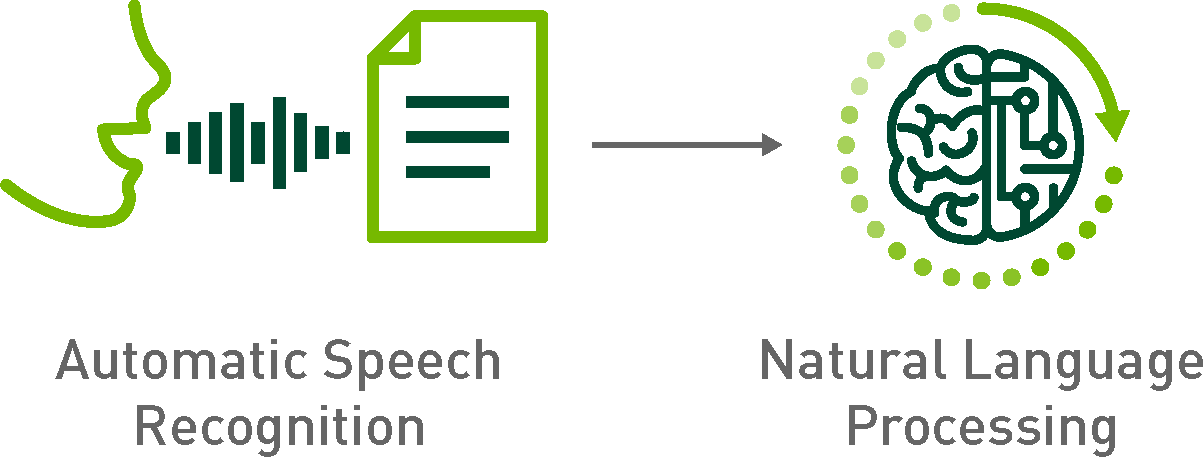 Automatic Speech
Recognition
Natural Language
Processing